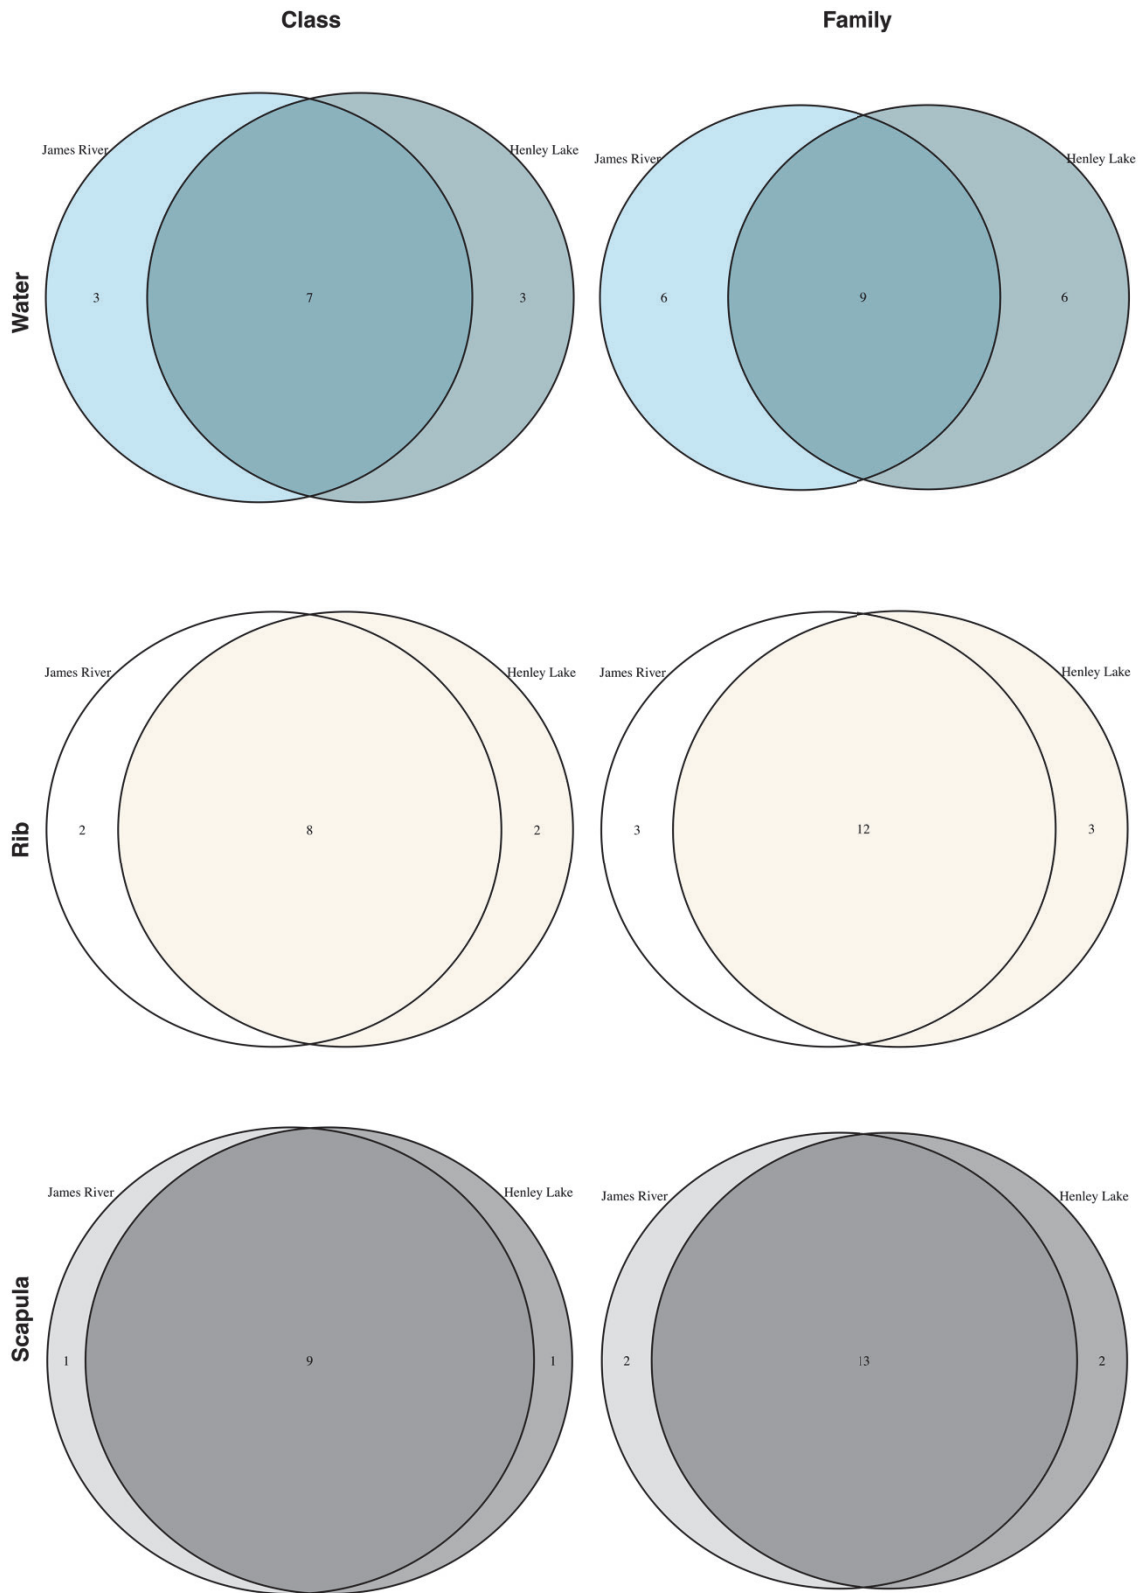 Class
Family
Water
James River
Henley Lake
3
7
3
James River
Henley Lake
6
9
6
Rib
James River
Henley Lake
2
8
2
James River
Henley Lake
3
12
3
Scapula
James River
Henley Lake
1
9
1
James River
Henley Lake
2
13
2